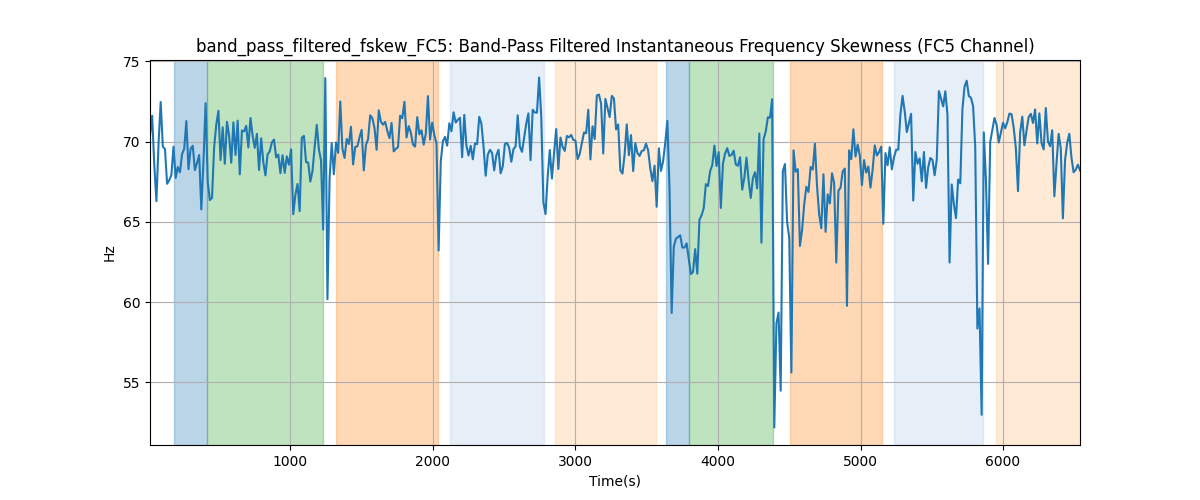 band_pass_filtered_fskew_FC5: Band-Pass Filtered Instantaneous Frequency Skewness (FC5 Channel)
75
70
65
60
55
Hz
1000 2000 3000 4000 5000 6000
Time(s)